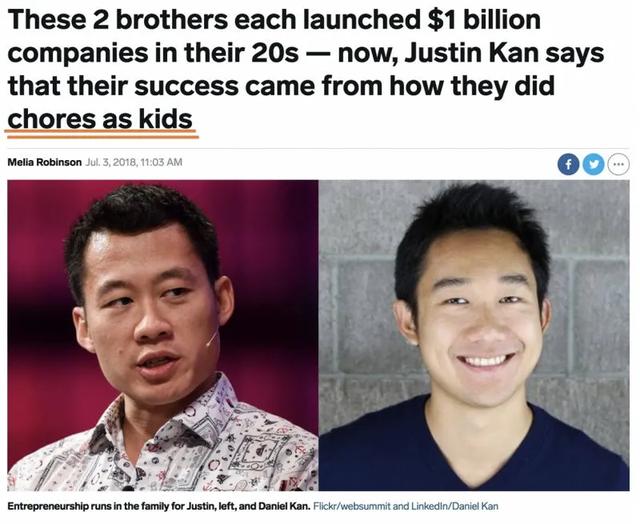 These 2 brothers each launched $1 billion
companies in their 20s — now, Justin Kan says
that their success came from how they did
chores as kids
Melia Robinson Jul. 3, 2018, 11:03 AM
Entrepreneurship runs in the family for Justin, left, and Daniel Kan. Flickr/websummit and LinkedIn/Daniel Kan